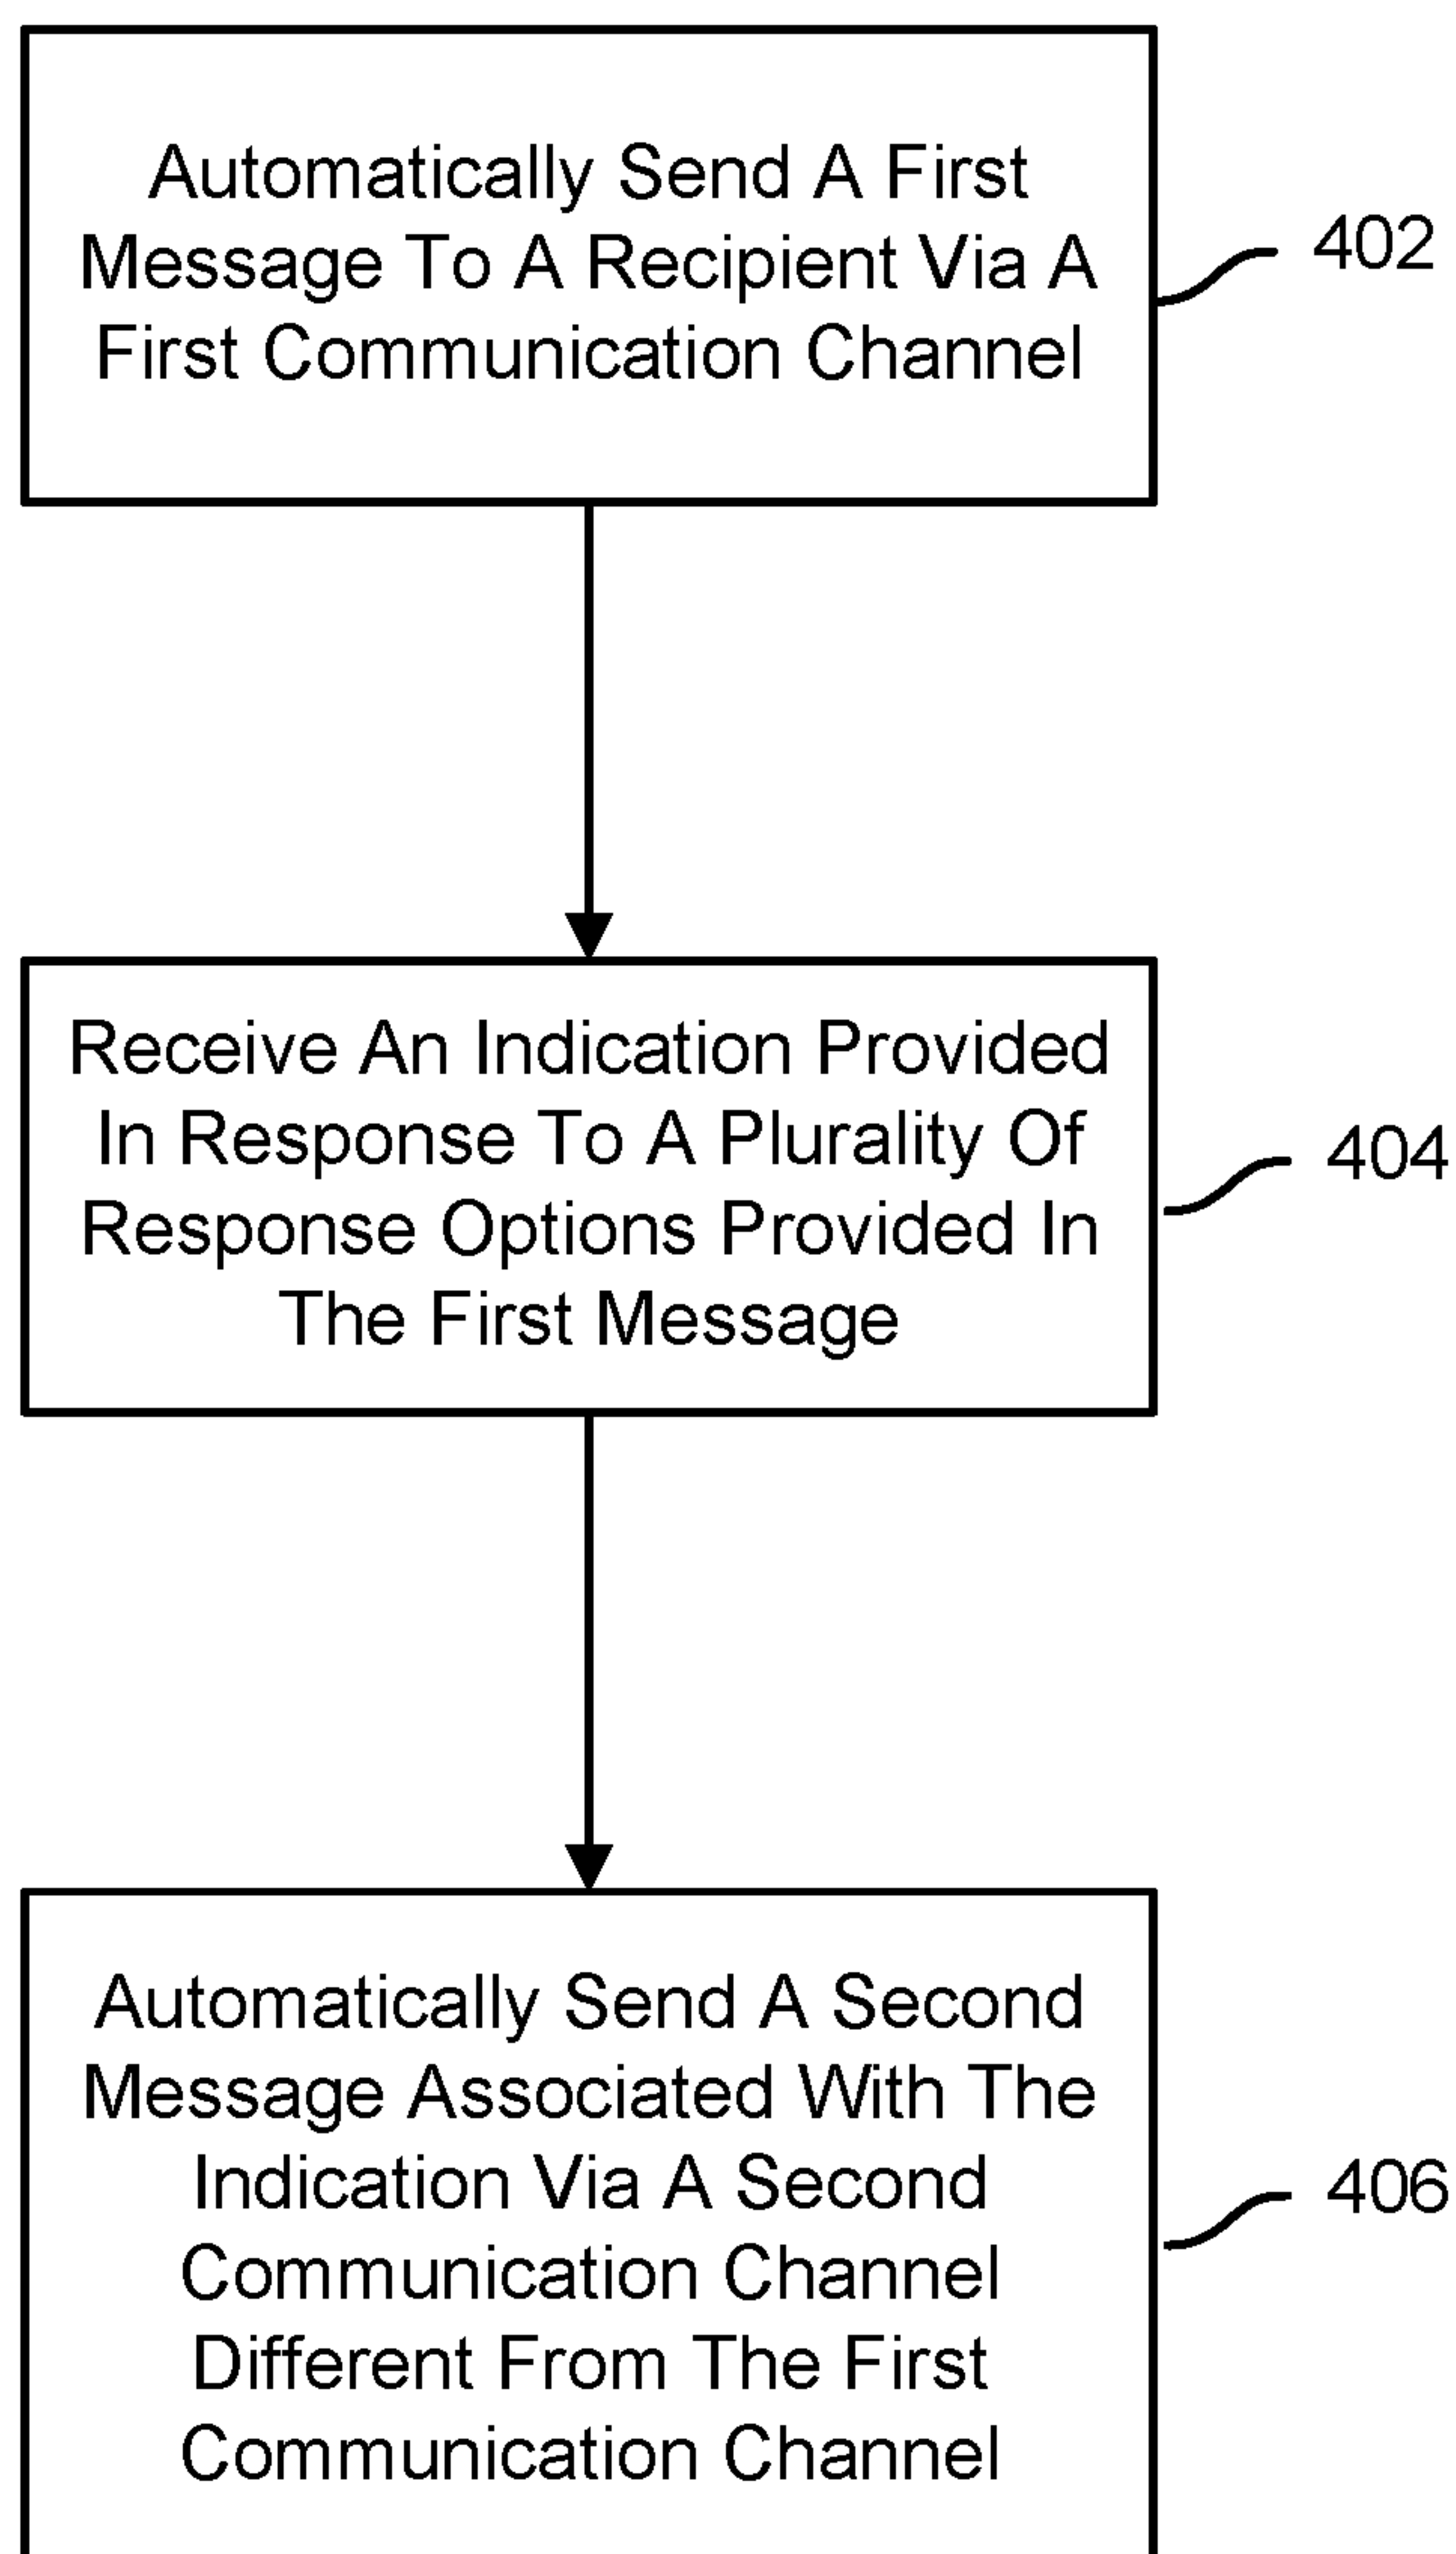 Automatically Send A First
Message To A Recipient Via A
First Communication Channel
402
Receive An Indication Provided
In Response To A Plurality Of
Response Options Provided In
The First Message
404
Automatically Send A Second
Message Associated With The
Indication Via A Second
Communication Channel
Different From The First
Communication Channel
406